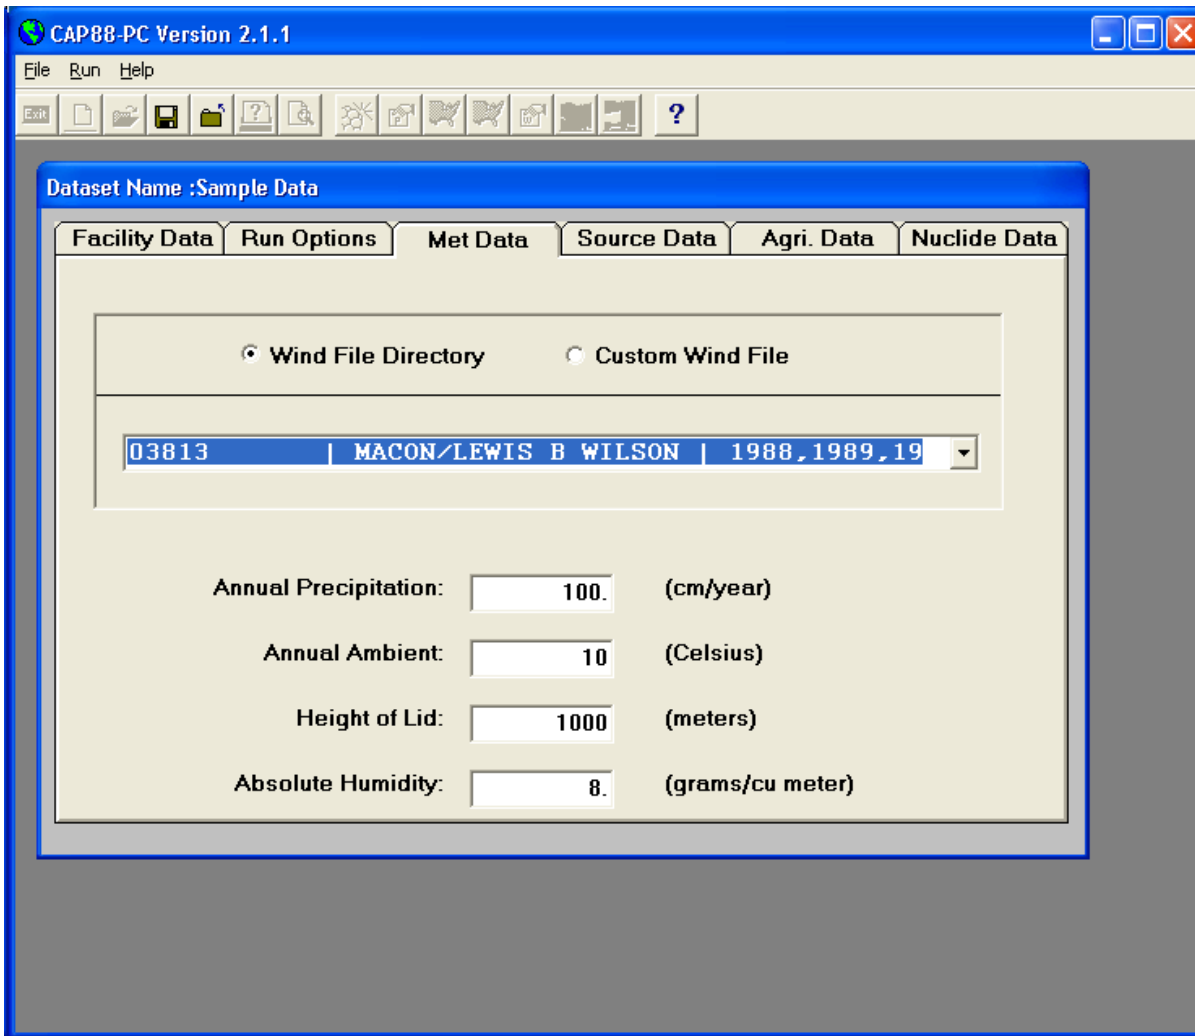 CAP88-PC Version 2.1.1
File Run Help
Exit ?
Dataset Name :Sample Data
Facility Data Run Options Met Data Source Data Agri. Data Nuclide Data
Wind File Directory Custom Wind File
03813 | MACON/LEWIS B WILSON | 1988,1989,19
Annual Precipitation: 100. (cm/year)
Annual Ambient: 10 (Celsius)
Height of Lid: 1000 (meters)
Absolute Humidity: 8. (grams/cu meter)